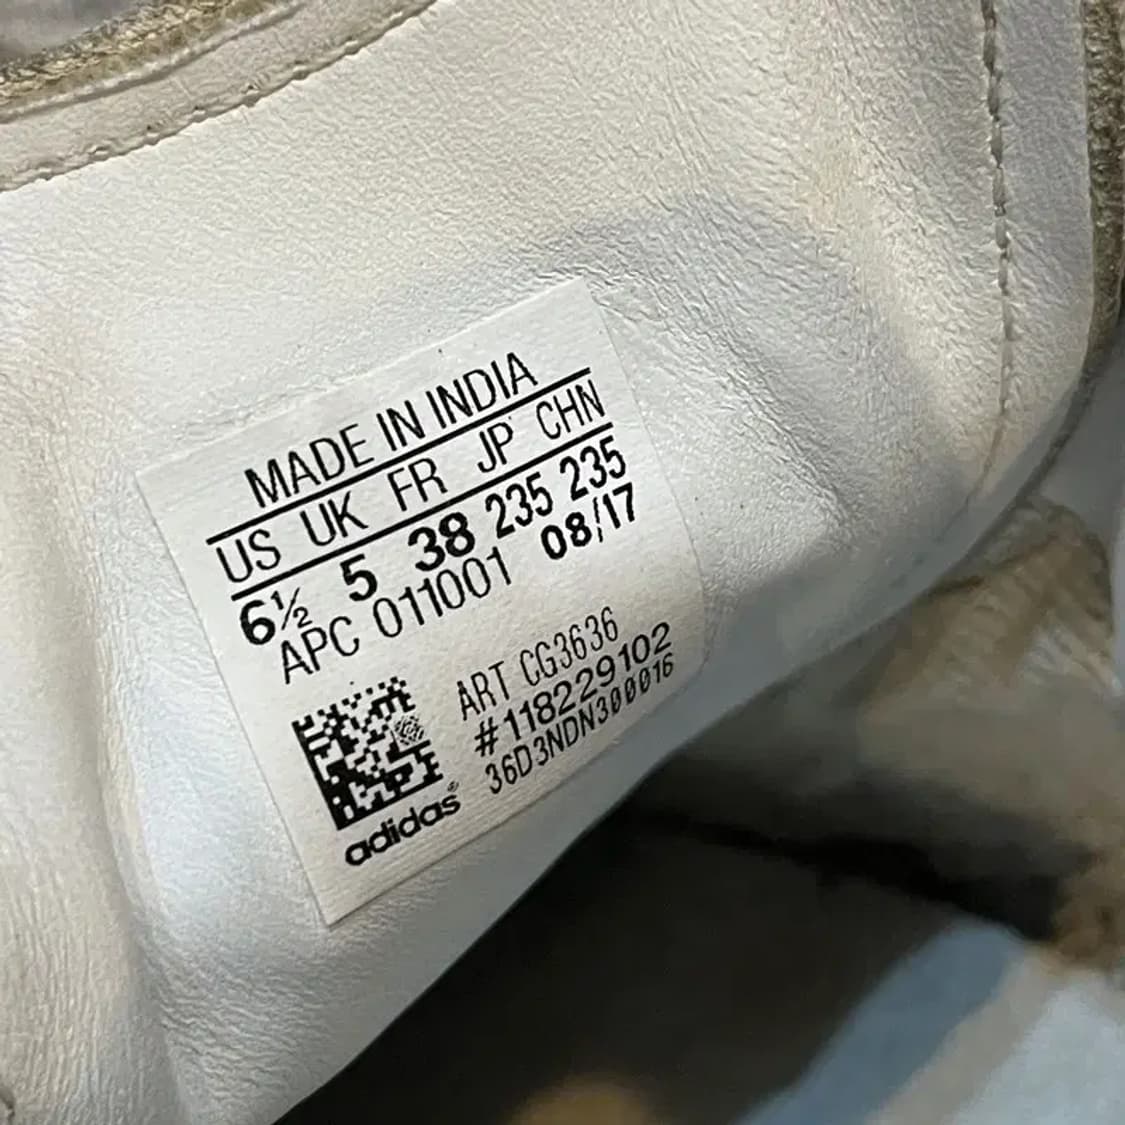 MADE IN INDIA
US UK FR JP CHN
6½ 5 38 235 235
APC 011001 08/17
ART CG3636
#118229102
36D3NDN300016
adidas®